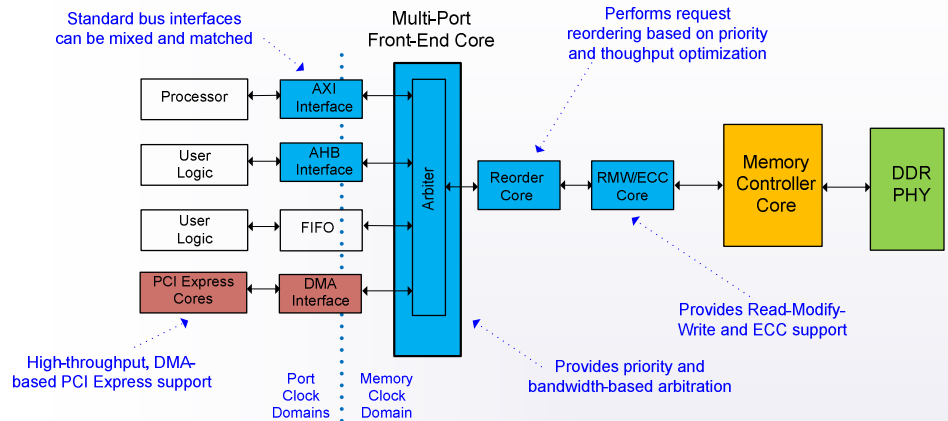 Standard bus interfaces
can be mixed and matched
Multi-Port
Front-End Core
Performs request
reordering based on priority
and thoughput optimization
Processor
AXI
Interface
User
Logic
AHB
Interface
User
Logic
FIFO
PCI Express
Cores
DMA
Interface
Arbiter
Reorder
Core
RMW/ECC
Core
Memory
Controller
Core
DDR
PHY
High-throughput, DMA-
based PCI Express support
Port
Clock
Domains
Memory
Clock
Domain
Provides priority and
bandwidth-based arbitration
Provides Read-Modify-
Write and ECC support